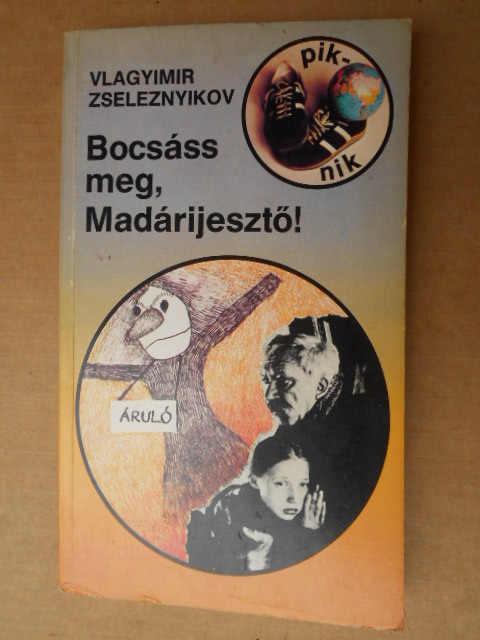 VLAGYIMIR
ZSELEZNYIKOV
Bocsáss
meg,
Madárijesztő!
pik-
nik
ÁRULÓ